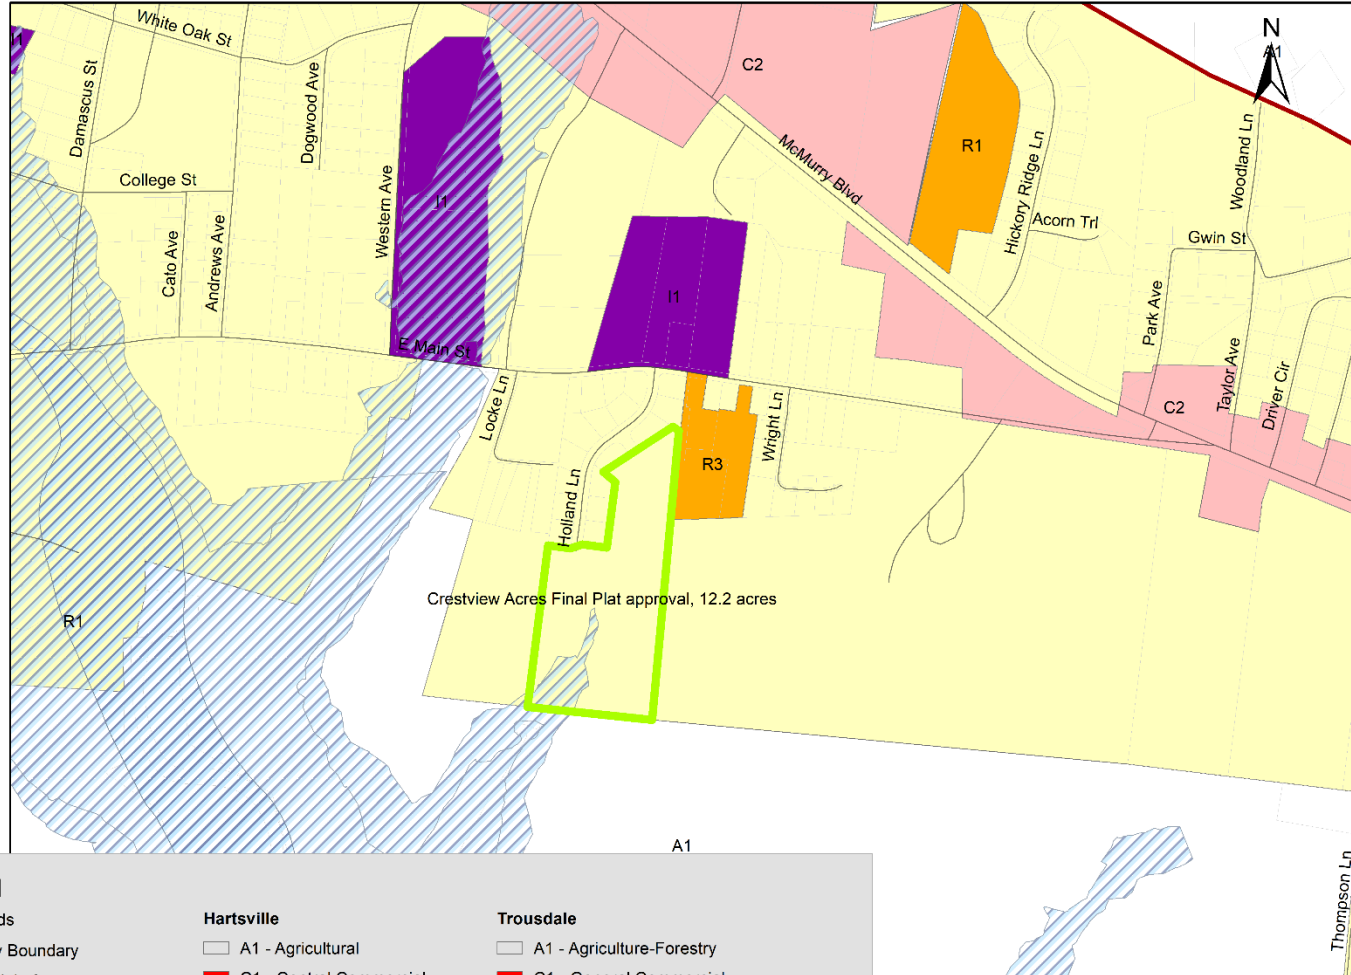 White Oak St
Damascus St
Dogwood Ave
College St
Cato Ave
Andrews Ave
Western Ave
I1
E Main St
C2
McMurry Blvd
R1
Hickory Ridge Ln
Acorn Trl
N
A1
Woodland Ln
Gwin St
Park Ave
Taylor Ave
Driver Cir
C2
I1
Locke Ln
Holland Ln
R3
Wright Ln
Crestview Acres Final Plat approval, 12.2 acres
R1
A1
Thompson Ln
ds
y Boundary
Hartsville
A1 - Agricultural
Trousdale
A1 - Agriculture-Forestry